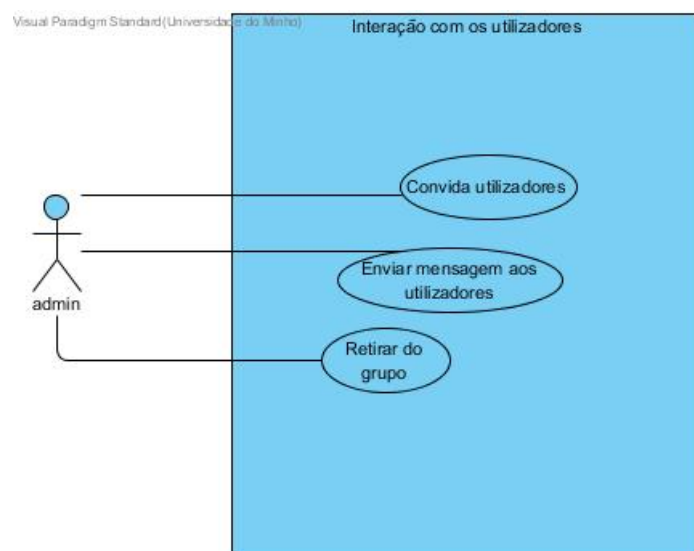 Visual Paradigm Standard(Universidade do Minho)
Interação com os utilizadores
Convida utilizadores
Enviar mensagem aos
utilizadores
admin
Retirar do
grupo